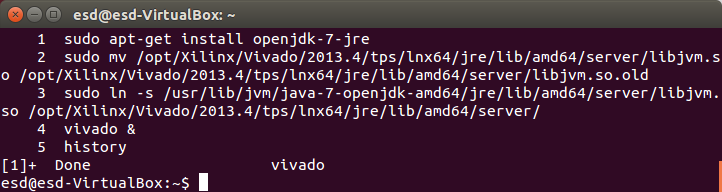 esd@esd-VirtualBox: ~
1 sudo apt-get install openjdk-7-jre
2 sudo mv /opt/Xilinx/Vivado/2013.4/tps/lnx64/jre/lib/amd64/server/libjvm.s
o /opt/Xilinx/Vivado/2013.4/tps/lnx64/jre/lib/amd64/server/libjvm.so.old
3 sudo ln -s /usr/lib/jvm/java-7-openjdk-amd64/jre/lib/amd64/server/libjvm.
so /opt/Xilinx/Vivado/2013.4/tps/lnx64/jre/lib/amd64/server/
4 vivado &
5 history
[1]+ Done vivado
esd@esd-VirtualBox:~$